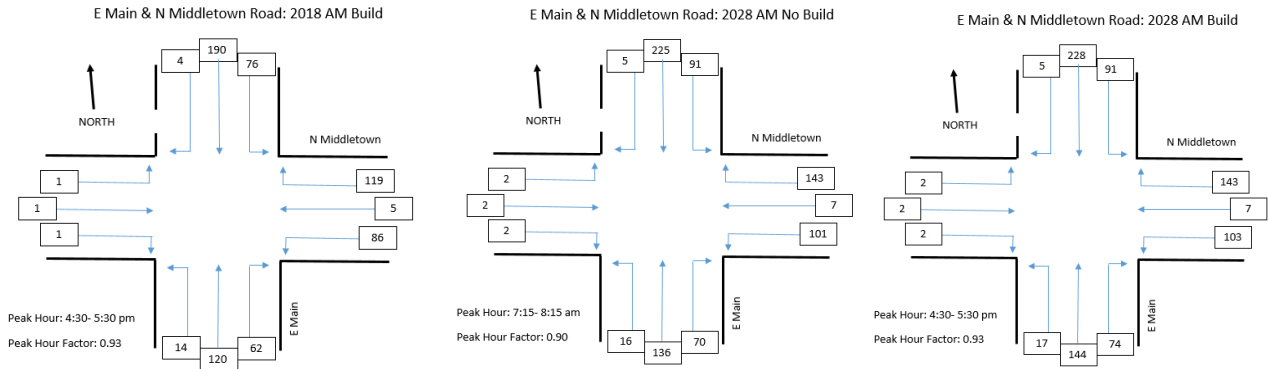 E Main & N Middletown Road: 2018 AM Build
4
190
76
NORTH
N Middletown
1
119
1
5
1
86
Peak Hour: 4:30- 5:30 pm
Peak Hour Factor: 0.93
E Main
14
120
62
E Main & N Middletown Road: 2028 AM No Build
5
225
91
NORTH
N Middletown
2
143
2
7
2
101
Peak Hour: 7:15- 8:15 am
Peak Hour Factor: 0.90
E Main
16
136
70
E Main & N Middletown Road: 2028 AM Build
5
228
91
NORTH
N Middletown
2
143
2
7
2
103
Peak Hour: 4:30- 5:30 pm
Peak Hour Factor: 0.93
E Main
17
144
74